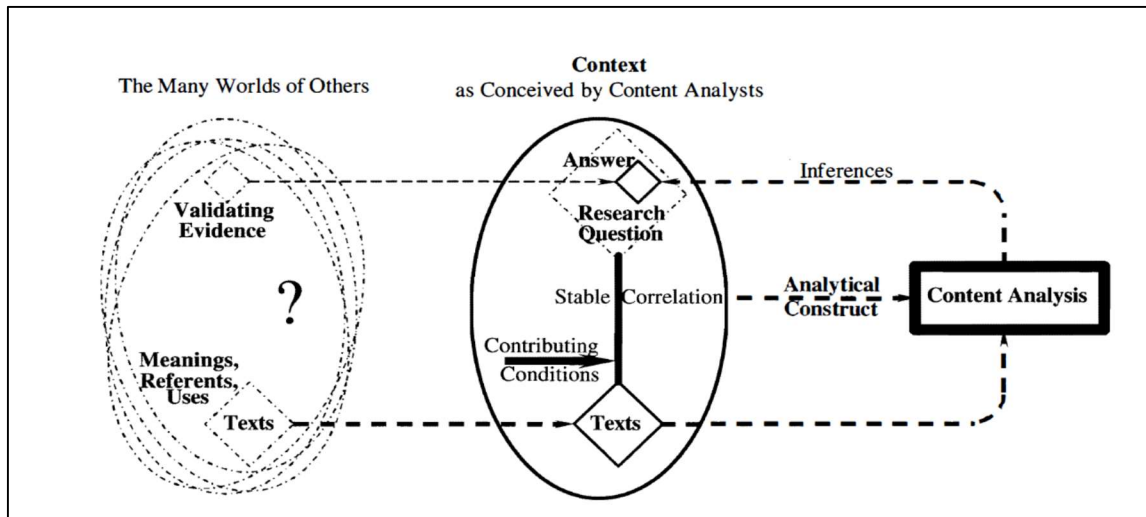 The Many Worlds of Others
Context
as Conceived by Content Analysts
Answer
Inferences
Validating
Evidence
Research
Question
?
Stable Correlation
Analytical
Construct
Content Analysis
Contributing
Conditions
Meanings,
Referents,
Uses
Texts
Texts